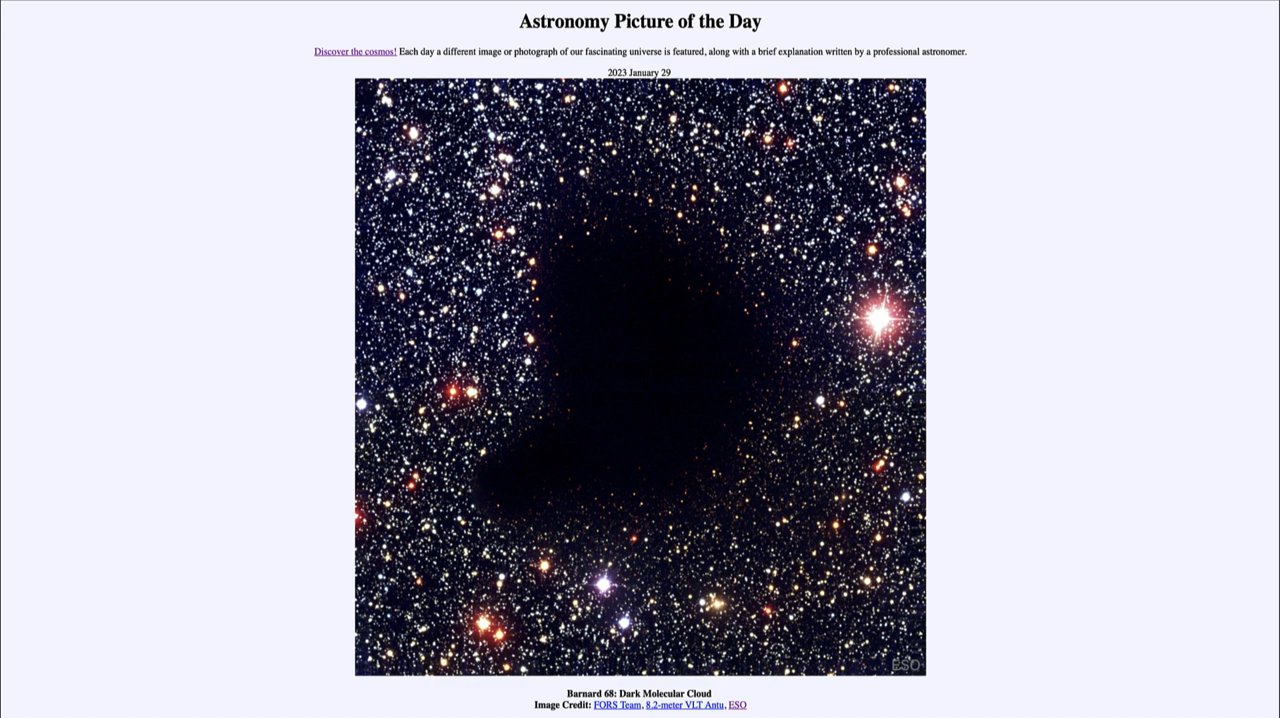 Astronomy Picture of the Day
Discover the cosmos! Each day a different image or photograph of our fascinating universe is featured, along with a brief explanation written by a professional astronomer.
2023 January 29
ESO
Barnard 68: Dark Molecular Cloud
Image Credit: FORS Team, 8.2-meter VLT Antu, ESO